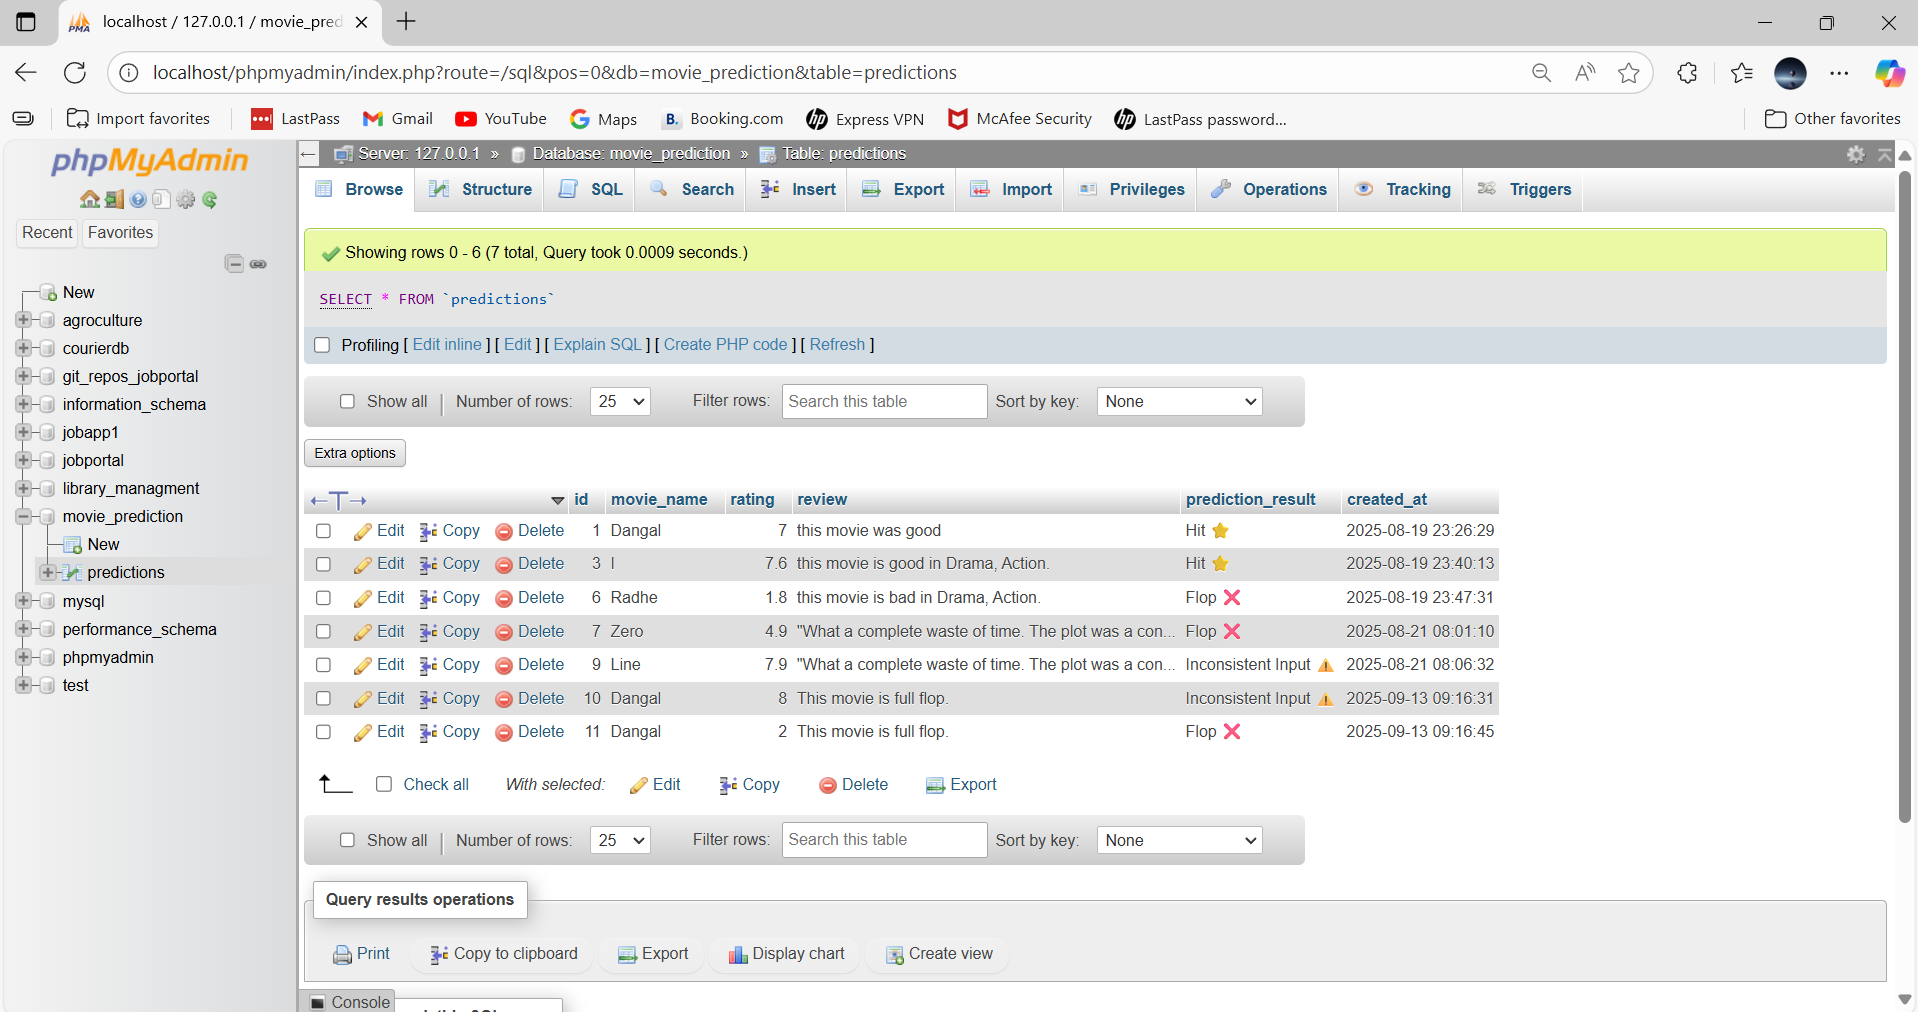 localhost / 127.0.0.1 / movie_pred
localhost/phpmyadmin/index.php?route=/sql&pos=0&db=movie_prediction&table=predictions
Import favorites LastPass Gmail YouTube Maps B. Booking.com Express VPN McAfee Security LastPass password... Other favorites
phpMyAdmin
Recent Favorites
New
agroculture
courierdb
git_repos_jobportal
information_schema
jobapp1
jobportal
library_managment
movie_prediction
New
predictions
mysql
performance_schema
phpmyadmin
test
Server: 127.0.0.1 » Database: movie_prediction » Table: predictions
Browse Structure SQL Search Insert Export Import Privileges Operations Tracking Triggers
Showing rows 0 - 6 (7 total, Query took 0.0009 seconds.)
SELECT * FROM `predictions`
Profiling [ Edit inline ] [ Edit ] [ Explain SQL ] [ Create PHP code ] [ Refresh ]
Show all | Number of rows: 25 Filter rows: Search this table Sort by key: None
Extra options
←T→ id movie_name rating review prediction_result created_at
Edit Copy Delete 1 Dangal 7 this movie was good Hit ⭐ 2025-08-19 23:26:29
Edit Copy Delete 3 I 7.6 this movie is good in Drama, Action. Hit ⭐ 2025-08-19 23:40:13
Edit Copy Delete 6 Radhe 1.8 this movie is bad in Drama, Action. Flop ❌ 2025-08-19 23:47:31
Edit Copy Delete 7 Zero 4.9 "What a complete waste of time. The plot was a con... Flop ❌ 2025-08-21 08:01:10
Edit Copy Delete 9 Line 7.9 "What a complete waste of time. The plot was a con... Inconsistent Input ⚠️ 2025-08-21 08:06:32
Edit Copy Delete 10 Dangal 8 This movie is full flop. Inconsistent Input ⚠️ 2025-09-13 09:16:31
Edit Copy Delete 11 Dangal 2 This movie is full flop. Flop ❌ 2025-09-13 09:16:45
Check all With selected: Edit Copy Delete Export
Show all | Number of rows: 25 Filter rows: Search this table Sort by key: None
Query results operations
Print Copy to clipboard Export Display chart Create view
Console